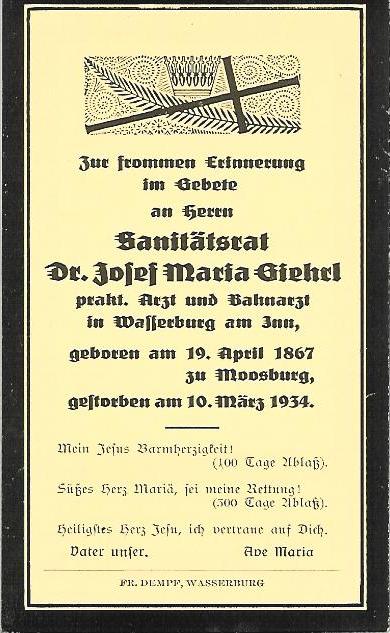 Zur frommen Erinnerung
im Gebete
an Herrn
Sanitätsrat
Dr. Josef Maria Giehrl
prakt. Arzt und Bahnarzt
in Wasserburg am Inn,
geboren am 19. April 1867
zu Moosburg,
gestorben am 10. März 1934.
Mein Jesus Barmherzigkeit!
(100 Tage Ablaß).
Süßes Herz Mariä, sei meine Rettung!
(300 Tage Ablaß).
Heiligstes Herz Jesu, ich vertraue auf Dich.
Vater unser. Ave Maria
FR. DEMPF, WASSERBURG